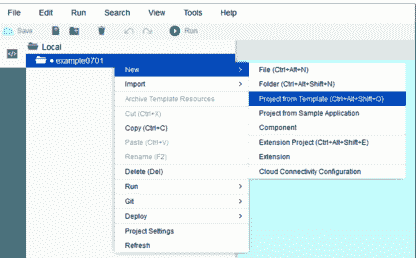 File Edit Run Search View Tools Help
Save Run
Local
example0701
New
Import
Archive Template Resources
Cut (Ctrl+X)
Copy (Ctrl+C)
Paste (Ctrl+V)
Rename (F2)
Delete (Del)
Run
Git
Deploy
Project Settings
Refresh
File (Ctrl+Alt+N)
Folder (Ctrl+Alt+Shift+N)
Project from Template (Ctrl+Alt+Shift+O)
Project from Sample Application
Component
Extension Project (Ctrl+Alt+Shift+E)
Extension
Cloud Connectivity Configuration